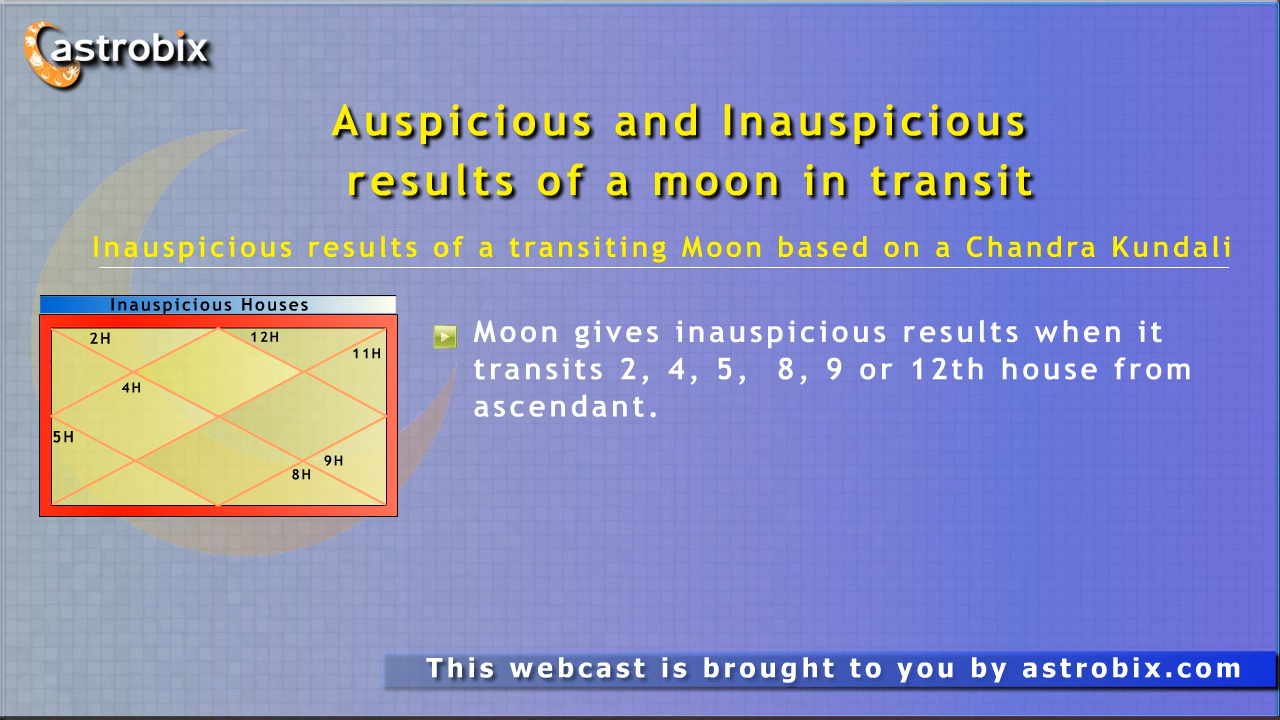 astrobix
Auspicious and Inauspicious
results of a moon in transit
Inauspicious results of a transiting Moon based on a Chandra Kundali
Inauspicious Houses
2H
12H
11H
4H
5H
9H
8H
Moon gives inauspicious results when it
transits 2, 4, 5, 8, 9 or 12th house from
ascendant.
This webcast is brought to you by astrobix.com